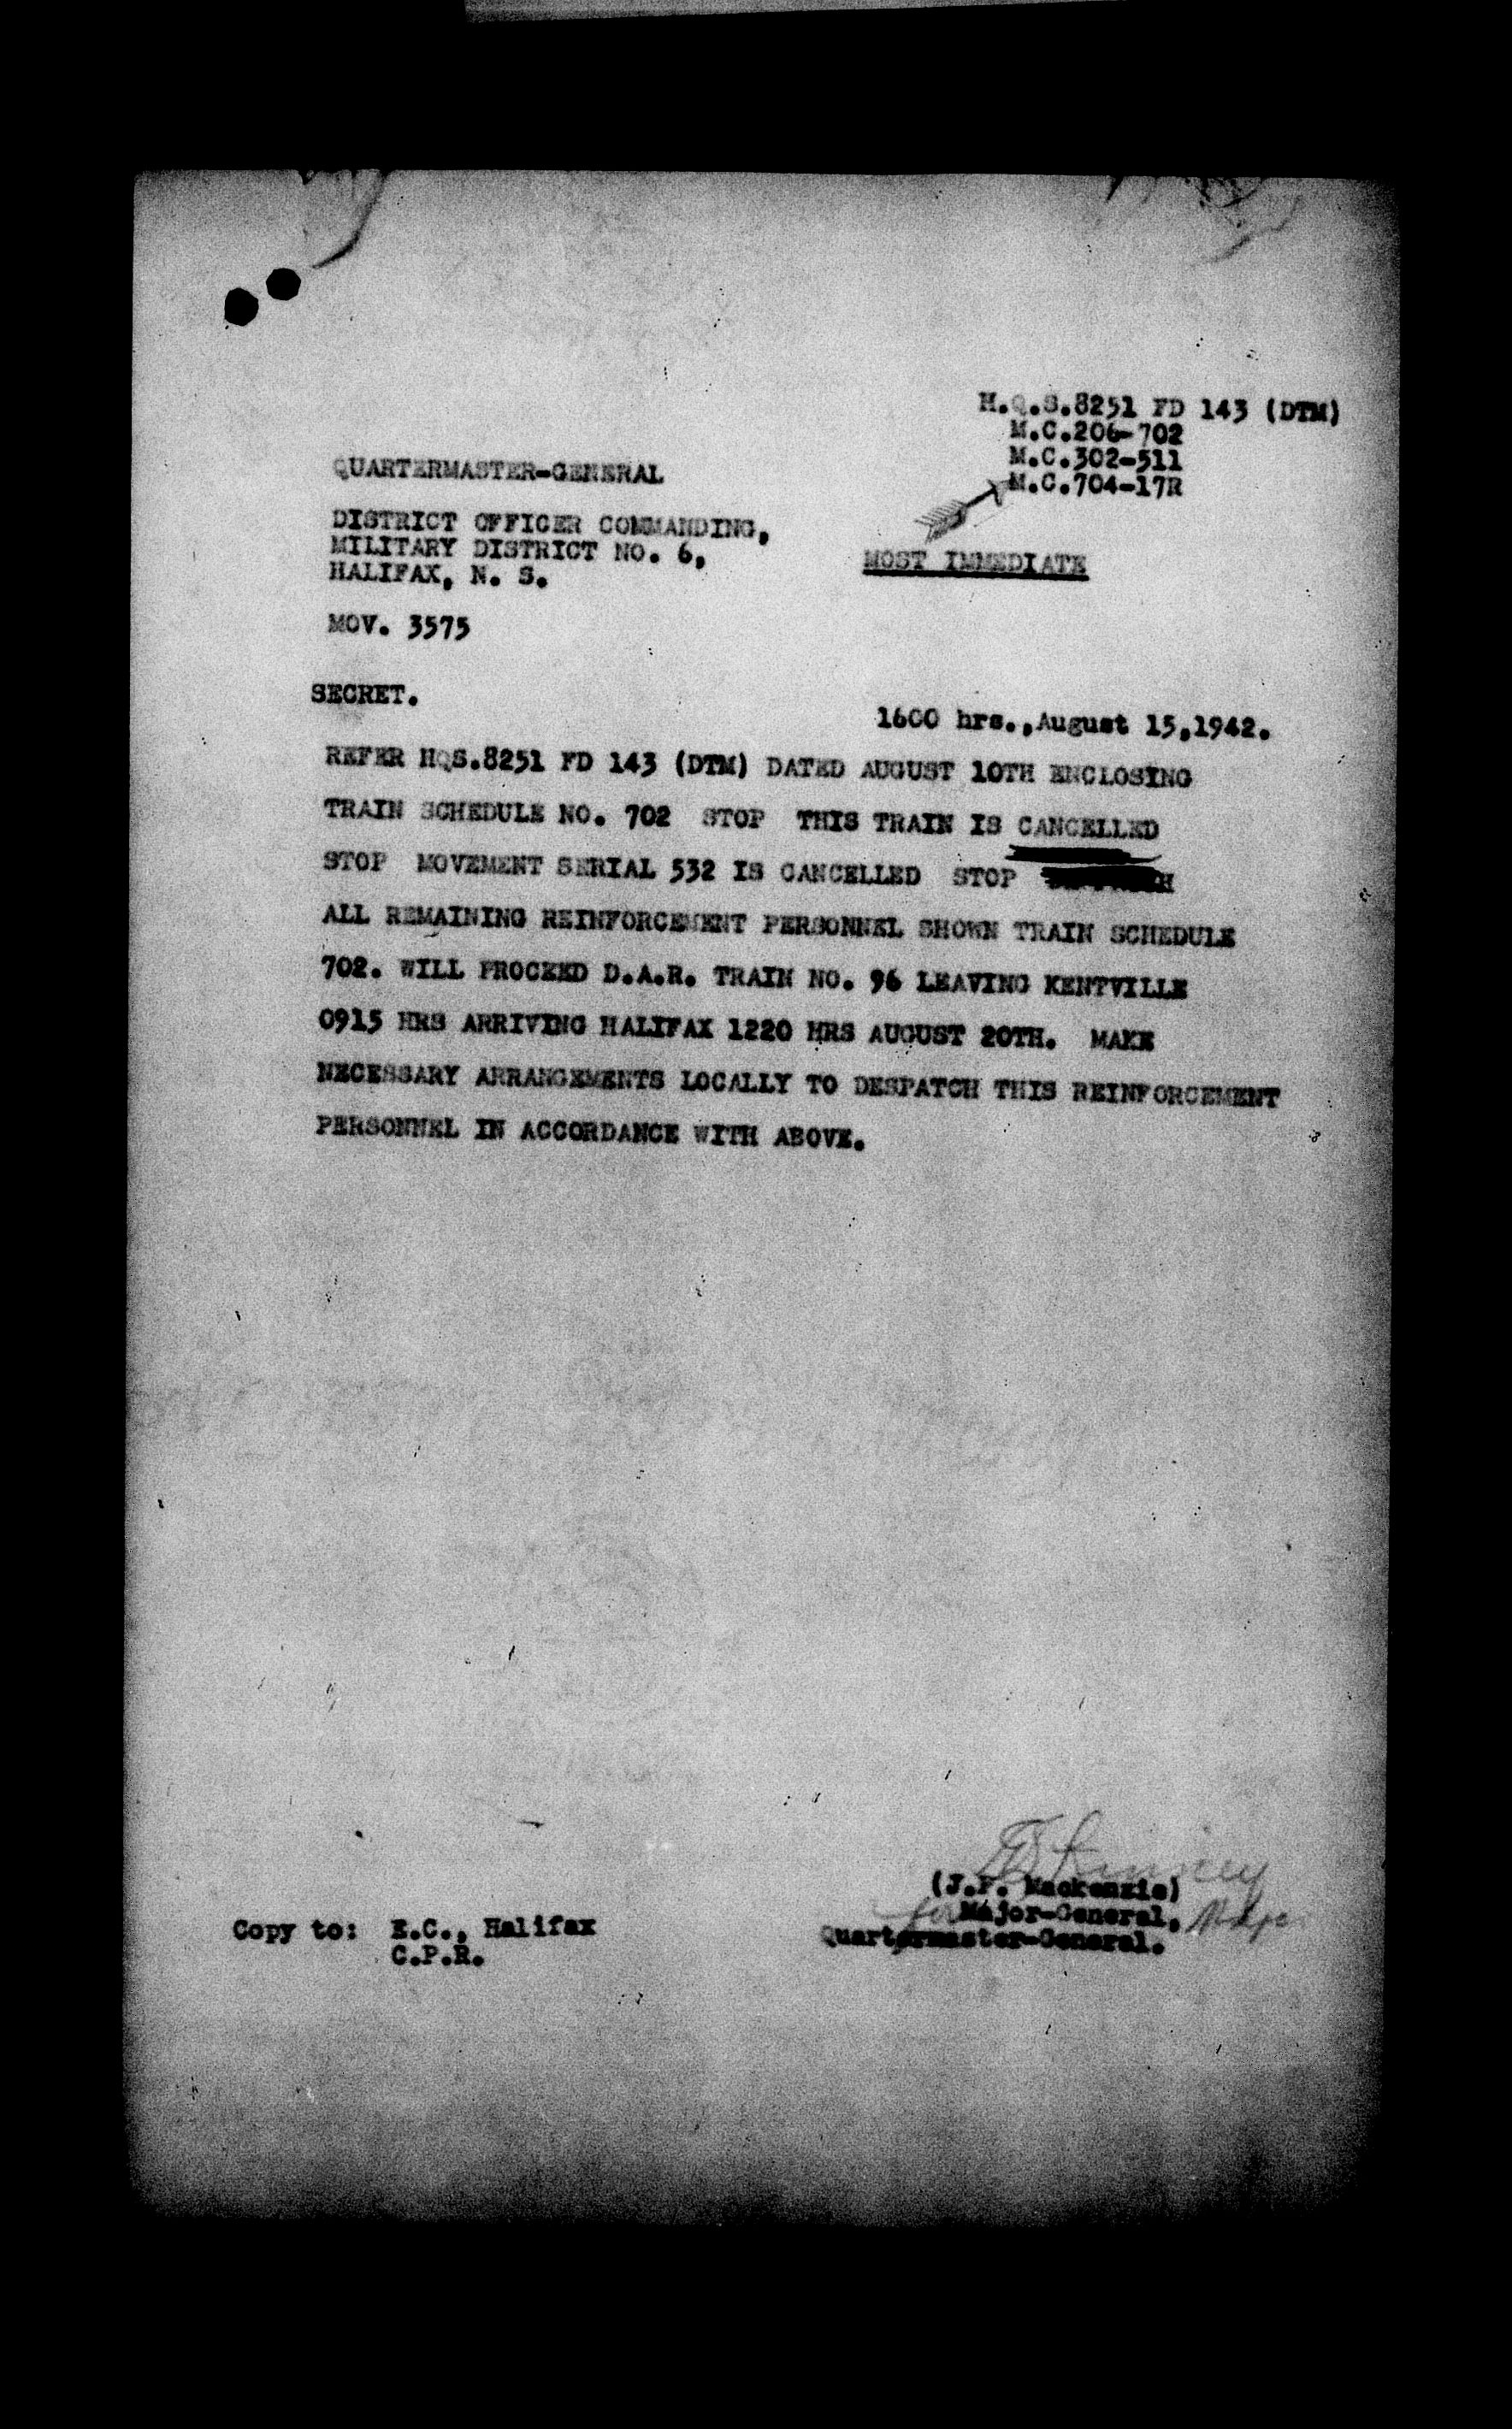 H.Q.S.8251 FD 143 (DTM)
M.C.206-702
M.C.302-511
M.C.704-17R
QUARTERMASTER-GENERAL
DISTRICT OFFICER COMMANDING,
MILITARY DISTRICT NO. 6,
HALIFAX, N. S.
MOST IMMEDIATE
MOV. 3575
SECRET.
1600 hrs.,August 15,1942.
REFER HQS.8251 FD 143 (DTM) DATED AUGUST 10TH ENCLOSING
TRAIN SCHEDULE NO. 702 STOP THIS TRAIN IS CANCELLED
STOP MOVEMENT SERIAL 532 IS CANCELLED STOP
ALL REMAINING REINFORCEMENT PERSONNEL SHOWN TRAIN SCHEDULE
702. WILL PROCEED D.A.R. TRAIN NO. 96 LEAVING KENTVILLE
0915 HRS ARRIVING HALIFAX 1220 HRS AUGUST 20TH. MAKE
NECESSARY ARRANGEMENTS LOCALLY TO DESPATCH THIS REINFORCEMENT
PERSONNEL IN ACCORDANCE WITH ABOVE.
(J.P. Mackenzie)
for Major-General, Major
Quartermaster-General.
Copy to: E.C., Halifax
C.P.R.